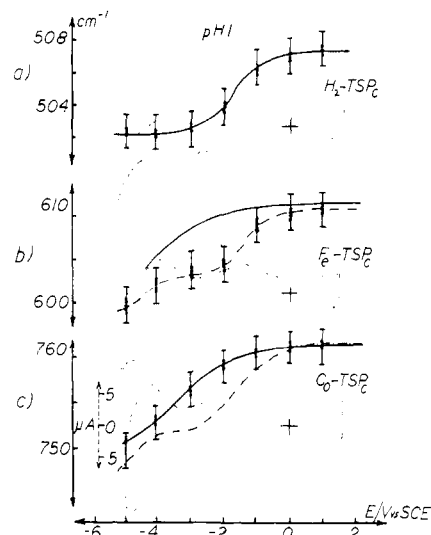 cm⁻¹
508
pH1
a)
H₂-TSPc
504
610
b)
Fe-TSPc
600
760
c)
5
Co-TSPc
μA 0
5
750
E/V vs SCE
-6 -4 -2 0 2